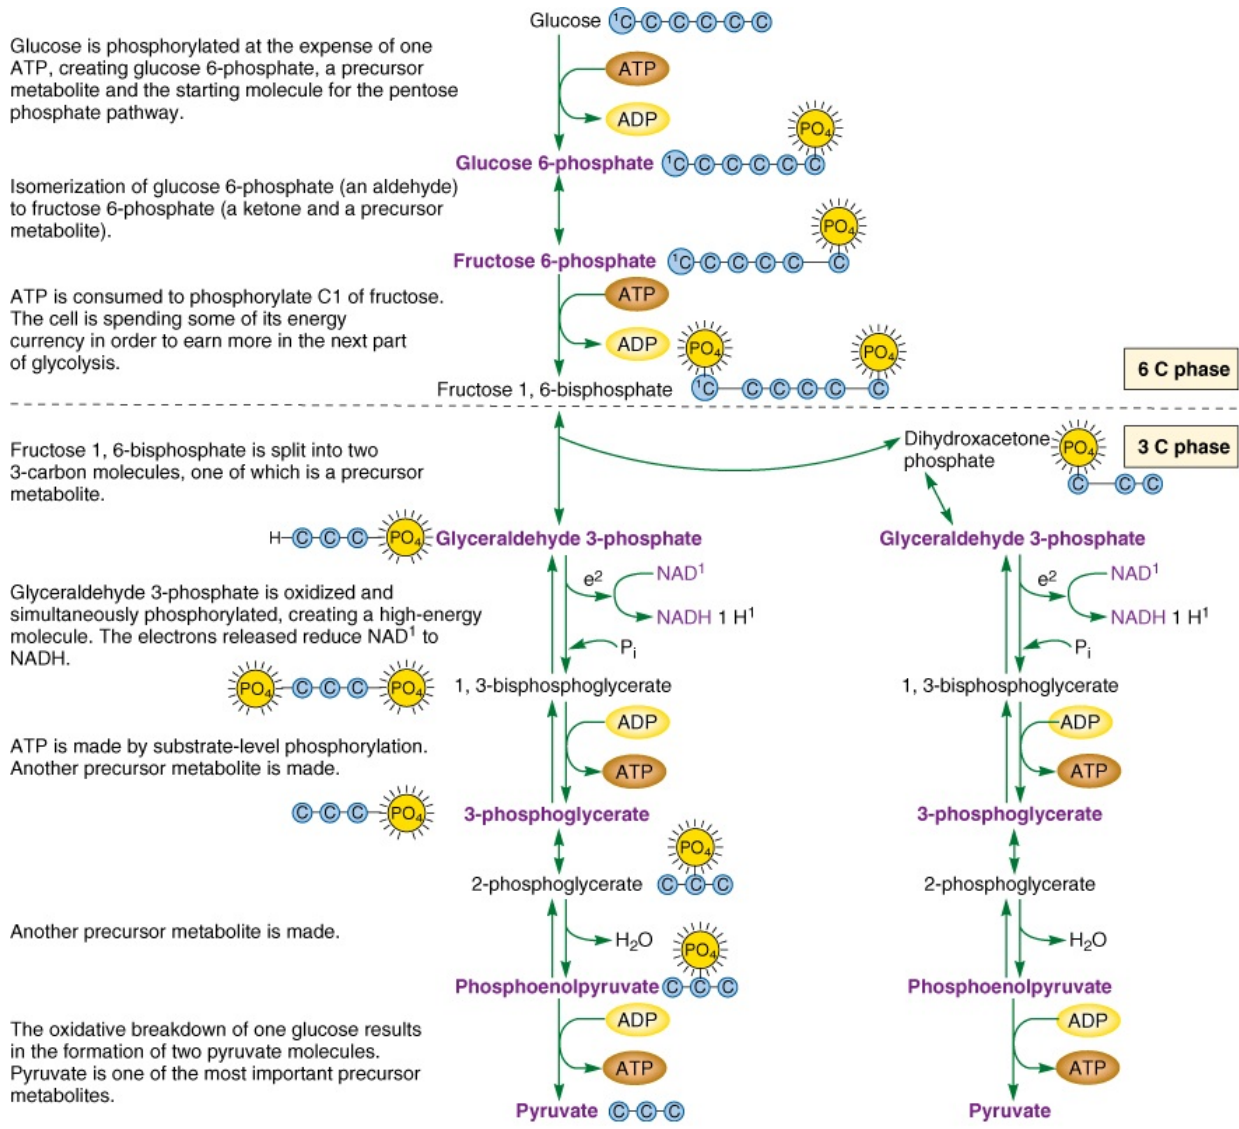 Glucose ¹C C C C C C
Glucose is phosphorylated at the expense of one
ATP, creating glucose 6-phosphate, a precursor
metabolite and the starting molecule for the pentose
phosphate pathway.
ATP
ADP
PO₄
Glucose 6-phosphate ¹C C C C C C
Isomerization of glucose 6-phosphate (an aldehyde)
to fructose 6-phosphate (a ketone and a precursor
metabolite).
PO₄
Fructose 6-phosphate ¹C C C C C C
ATP is consumed to phosphorylate C1 of fructose.
The cell is spending some of its energy
currency in order to earn more in the next part
of glycolysis.
ATP
ADP
PO₄ PO₄
Fructose 1, 6-bisphosphate ¹C C C C C C
6 C phase
3 C phase
Fructose 1, 6-bisphosphate is split into two
3-carbon molecules, one of which is a precursor
metabolite.
Dihydroxacetone
phosphate
PO₄
C C C
H C C C PO₄ Glyceraldehyde 3-phosphate
Glyceraldehyde 3-phosphate
Glyceraldehyde 3-phosphate is oxidized and
simultaneously phosphorylated, creating a high-energy
molecule. The electrons released reduce NAD¹ to
NADH.
e² NAD¹
NADH 1 H¹
Pᵢ
e² NAD¹
NADH 1 H¹
Pᵢ
PO₄ C C C PO₄ 1, 3-bisphosphoglycerate
1, 3-bisphosphoglycerate
ATP is made by substrate-level phosphorylation.
Another precursor metabolite is made.
ADP
ATP
ADP
ATP
C C C PO₄ 3-phosphoglycerate
3-phosphoglycerate
PO₄
2-phosphoglycerate C C C
2-phosphoglycerate
Another precursor metabolite is made.
H₂O
PO₄
H₂O
Phosphoenolpyruvate C C C
Phosphoenolpyruvate
The oxidative breakdown of one glucose results
in the formation of two pyruvate molecules.
Pyruvate is one of the most important precursor
metabolites.
ADP
ATP
ADP
ATP
Pyruvate C C C
Pyruvate